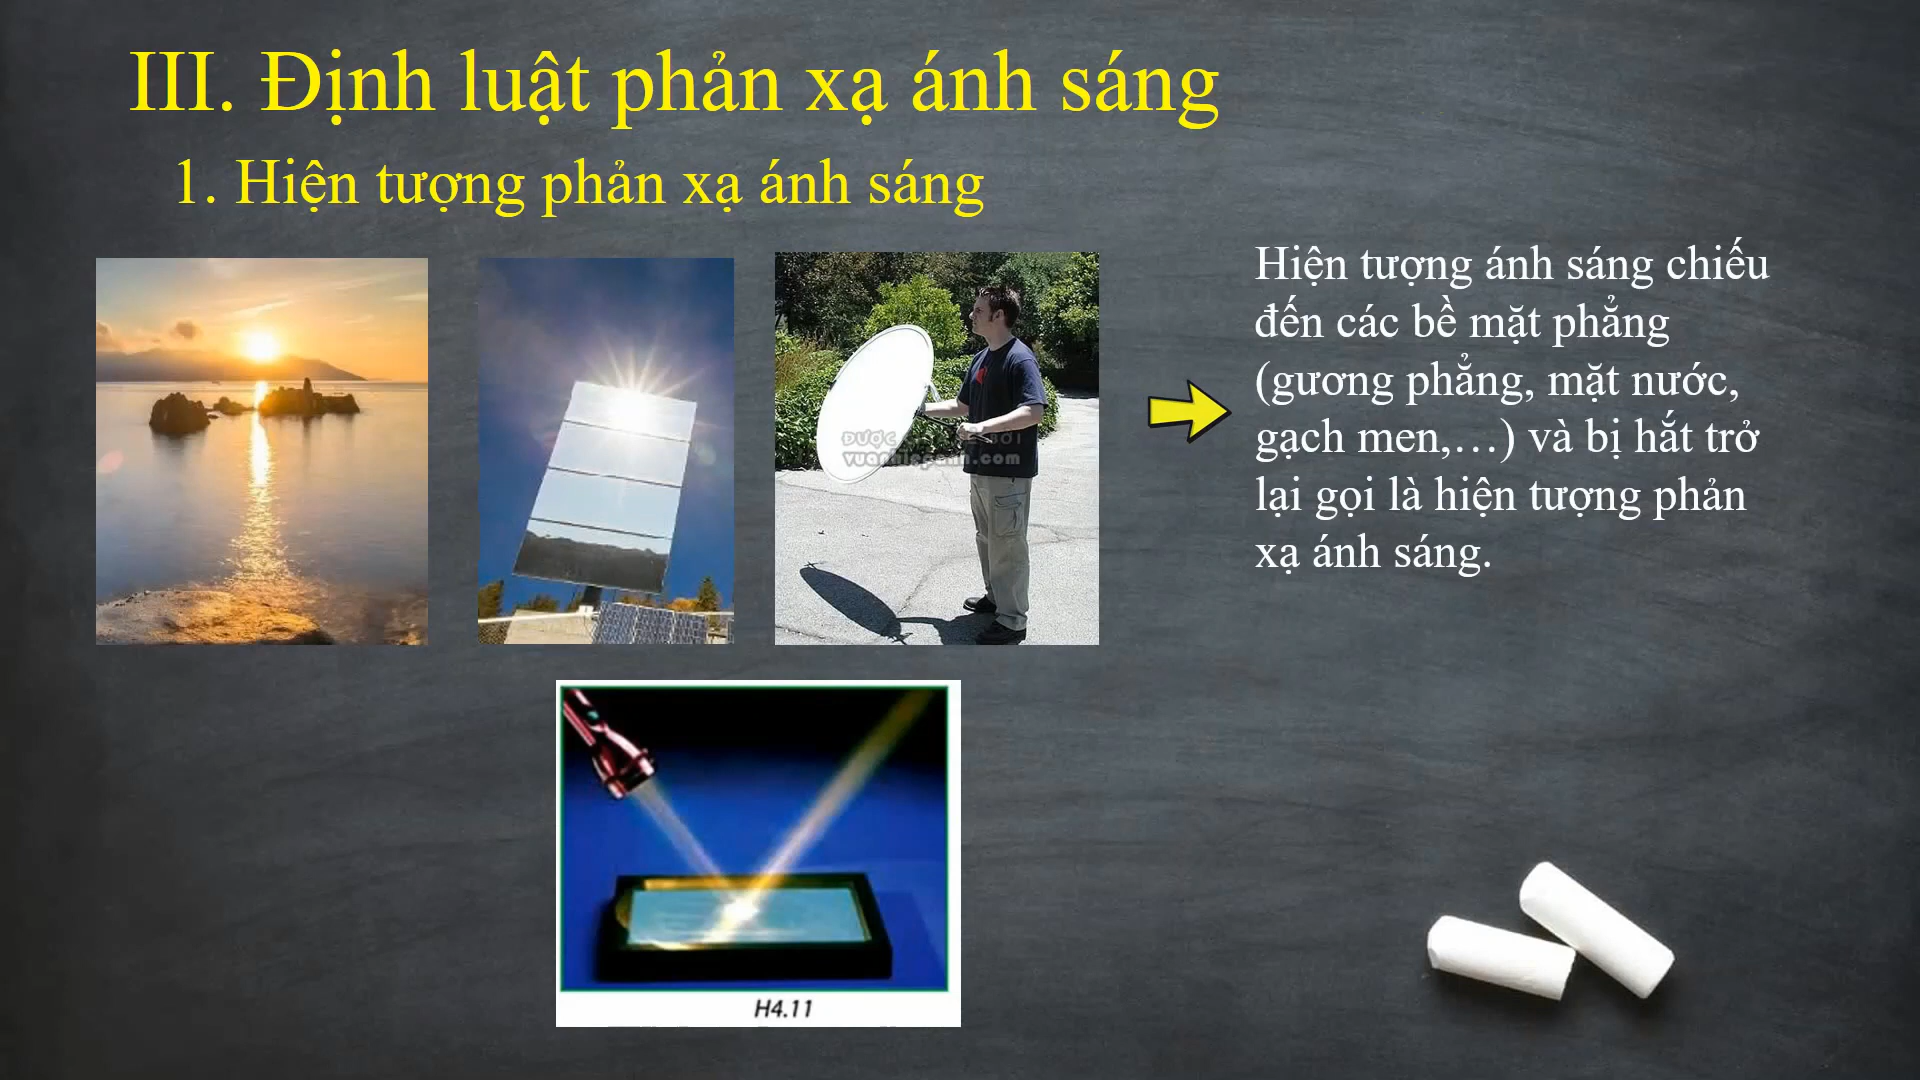 III. Định luật phản xạ ánh sáng
1. Hiện tượng phản xạ ánh sáng
Hiện tượng ánh sáng chiếu
đến các bề mặt phẳng
(gương phẳng, mặt nước,
gạch men,…) và bị hắt trở
lại gọi là hiện tượng phản
xạ ánh sáng.
ĐƯỢC
H4.11